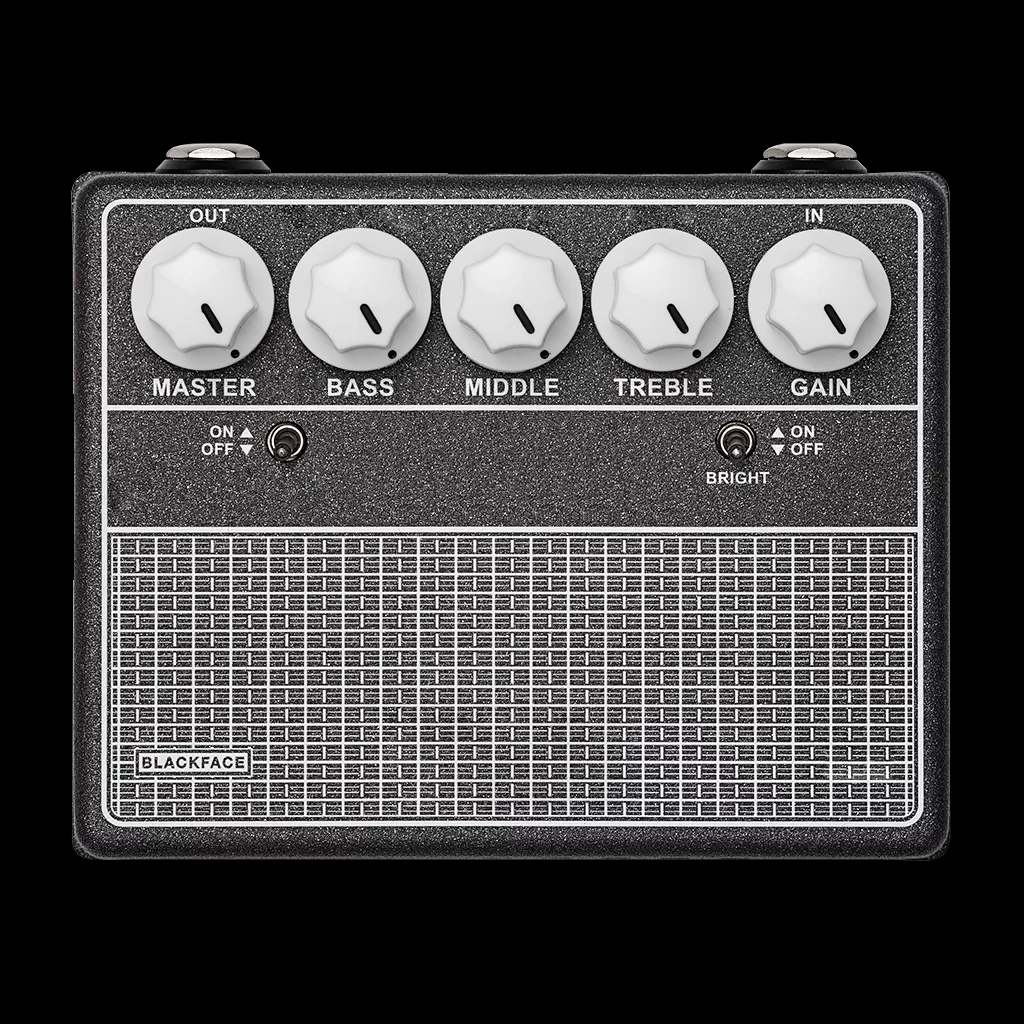 OUT IN
MASTER BASS MIDDLE TREBLE GAIN
ON ▲ ▲ ON
OFF ▼ ▼ OFF
BRIGHT
BLACKFACE